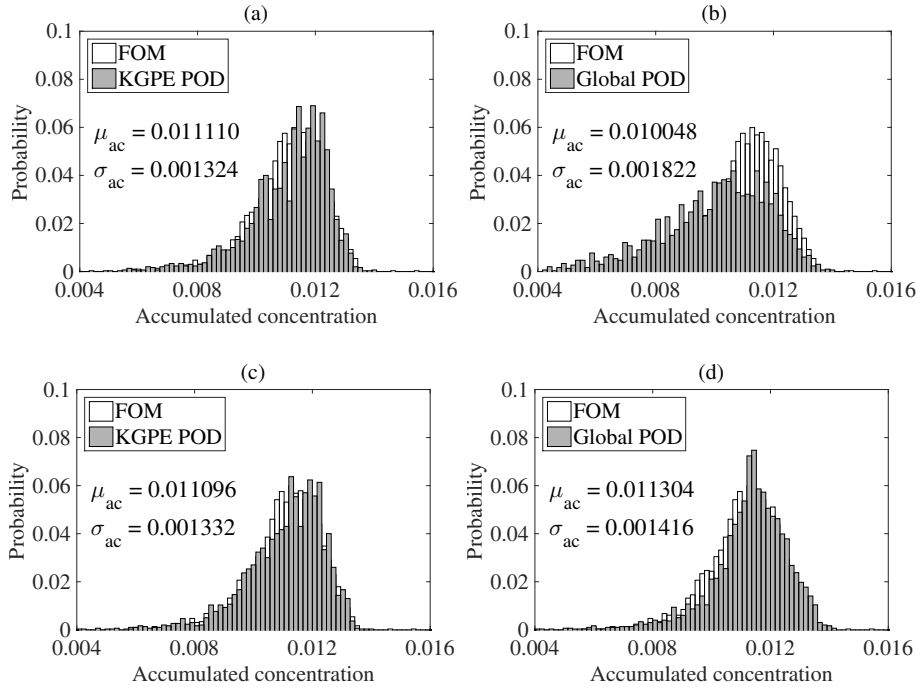 (a)
0.1
0.08
0.06
0.04
0.02
0
Probability
FOM
KGPE POD
μac = 0.011110
σac = 0.001324
0.004 0.008 0.012 0.016
Accumulated concentration
(b)
0.1
0.08
0.06
0.04
0.02
0
Probability
FOM
Global POD
μac = 0.010048
σac = 0.001822
0.004 0.008 0.012 0.016
Accumulated concentration
(c)
0.1
0.08
0.06
0.04
0.02
0
Probability
FOM
KGPE POD
μac = 0.011096
σac = 0.001332
0.004 0.008 0.012 0.016
Accumulated concentration
(d)
0.1
0.08
0.06
0.04
0.02
0
Probability
FOM
Global POD
μac = 0.011304
σac = 0.001416
0.004 0.008 0.012 0.016
Accumulated concentration